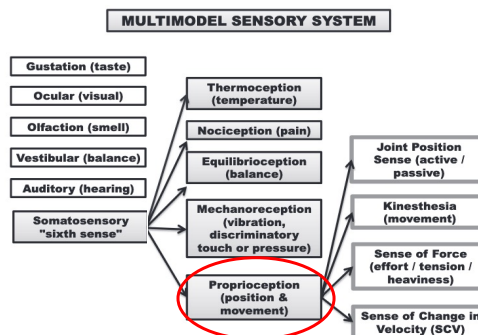 MULTIMODEL SENSORY SYSTEM
Gustation (taste)
Ocular (visual)
Olfaction (smell)
Vestibular (balance)
Auditory (hearing)
Somatosensory
"sixth sense"
Thermoception
(temperature)
Nociception (pain)
Equilibrioception
(balance)
Mechanoreception
(vibration,
discriminatory
touch or pressure)
Proprioception
(position &
movement)
Joint Position
Sense (active /
passive)
Kinesthesia
(movement)
Sense of Force
(effort / tension /
heaviness)
Sense of Change in
Velocity (SCV)